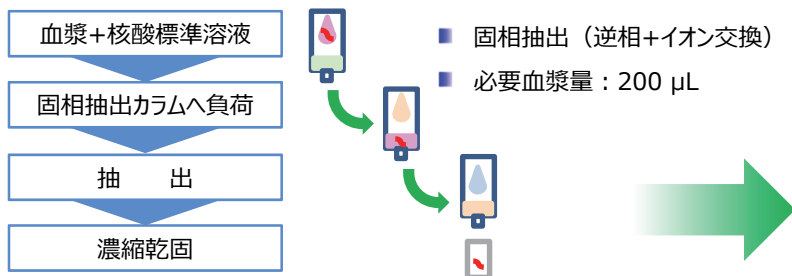 血漿+核酸標準溶液
固相抽出カラムへ負荷
抽　出
濃縮乾固
固相抽出（逆相+イオン交換）
必要血漿量：200 µL